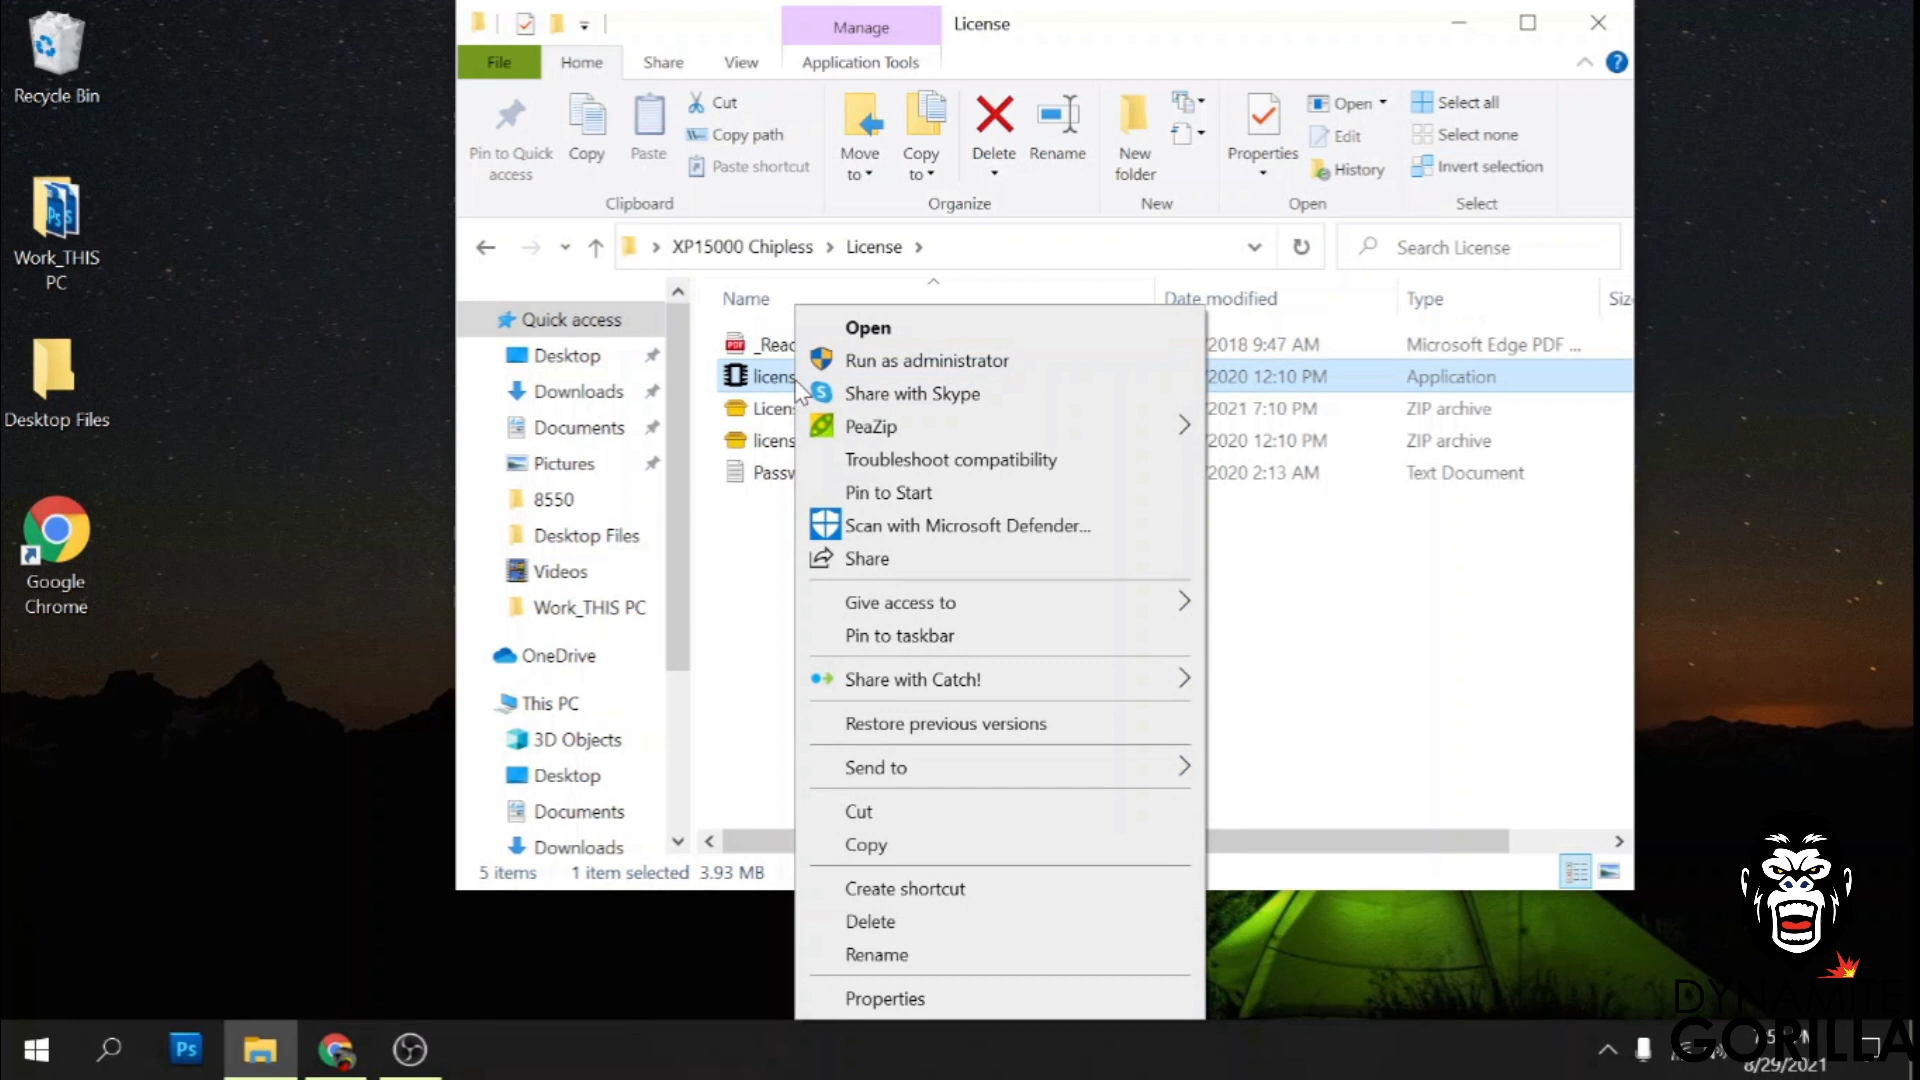 Recycle Bin
Work_THIS
PC
Desktop Files
Google
Chrome
Manage
License
File
Home
Share
View
Application Tools
Pin to Quick
access
Copy
Paste
Cut
Copy path
Paste shortcut
Clipboard
Move
to
Copy
to
Delete
Rename
Organize
New
folder
New
Properties
Open
Edit
History
Open
Select all
Select none
Invert selection
Select
XP15000 Chipless
License
Search License
Quick access
Desktop
Downloads
Documents
Pictures
8550
Desktop Files
Videos
Work_THIS PC
OneDrive
This PC
3D Objects
Desktop
Documents
Downloads
Name
Date modified
Type
Siz
_Reac
2018 9:47 AM
Microsoft Edge PDF ...
licens
2020 12:10 PM
Application
Licen
2021 7:10 PM
ZIP archive
licens
2020 12:10 PM
ZIP archive
Passw
2020 2:13 AM
Text Document
Open
Run as administrator
Share with Skype
PeaZip
Troubleshoot compatibility
Pin to Start
Scan with Microsoft Defender...
Share
Give access to
Pin to taskbar
Share with Catch!
Restore previous versions
Send to
Cut
Copy
Create shortcut
Delete
Rename
Properties
5 items
1 item selected 3.93 MB
PDF
Ps
DYNAMITE
GORILLA
8/29/2021